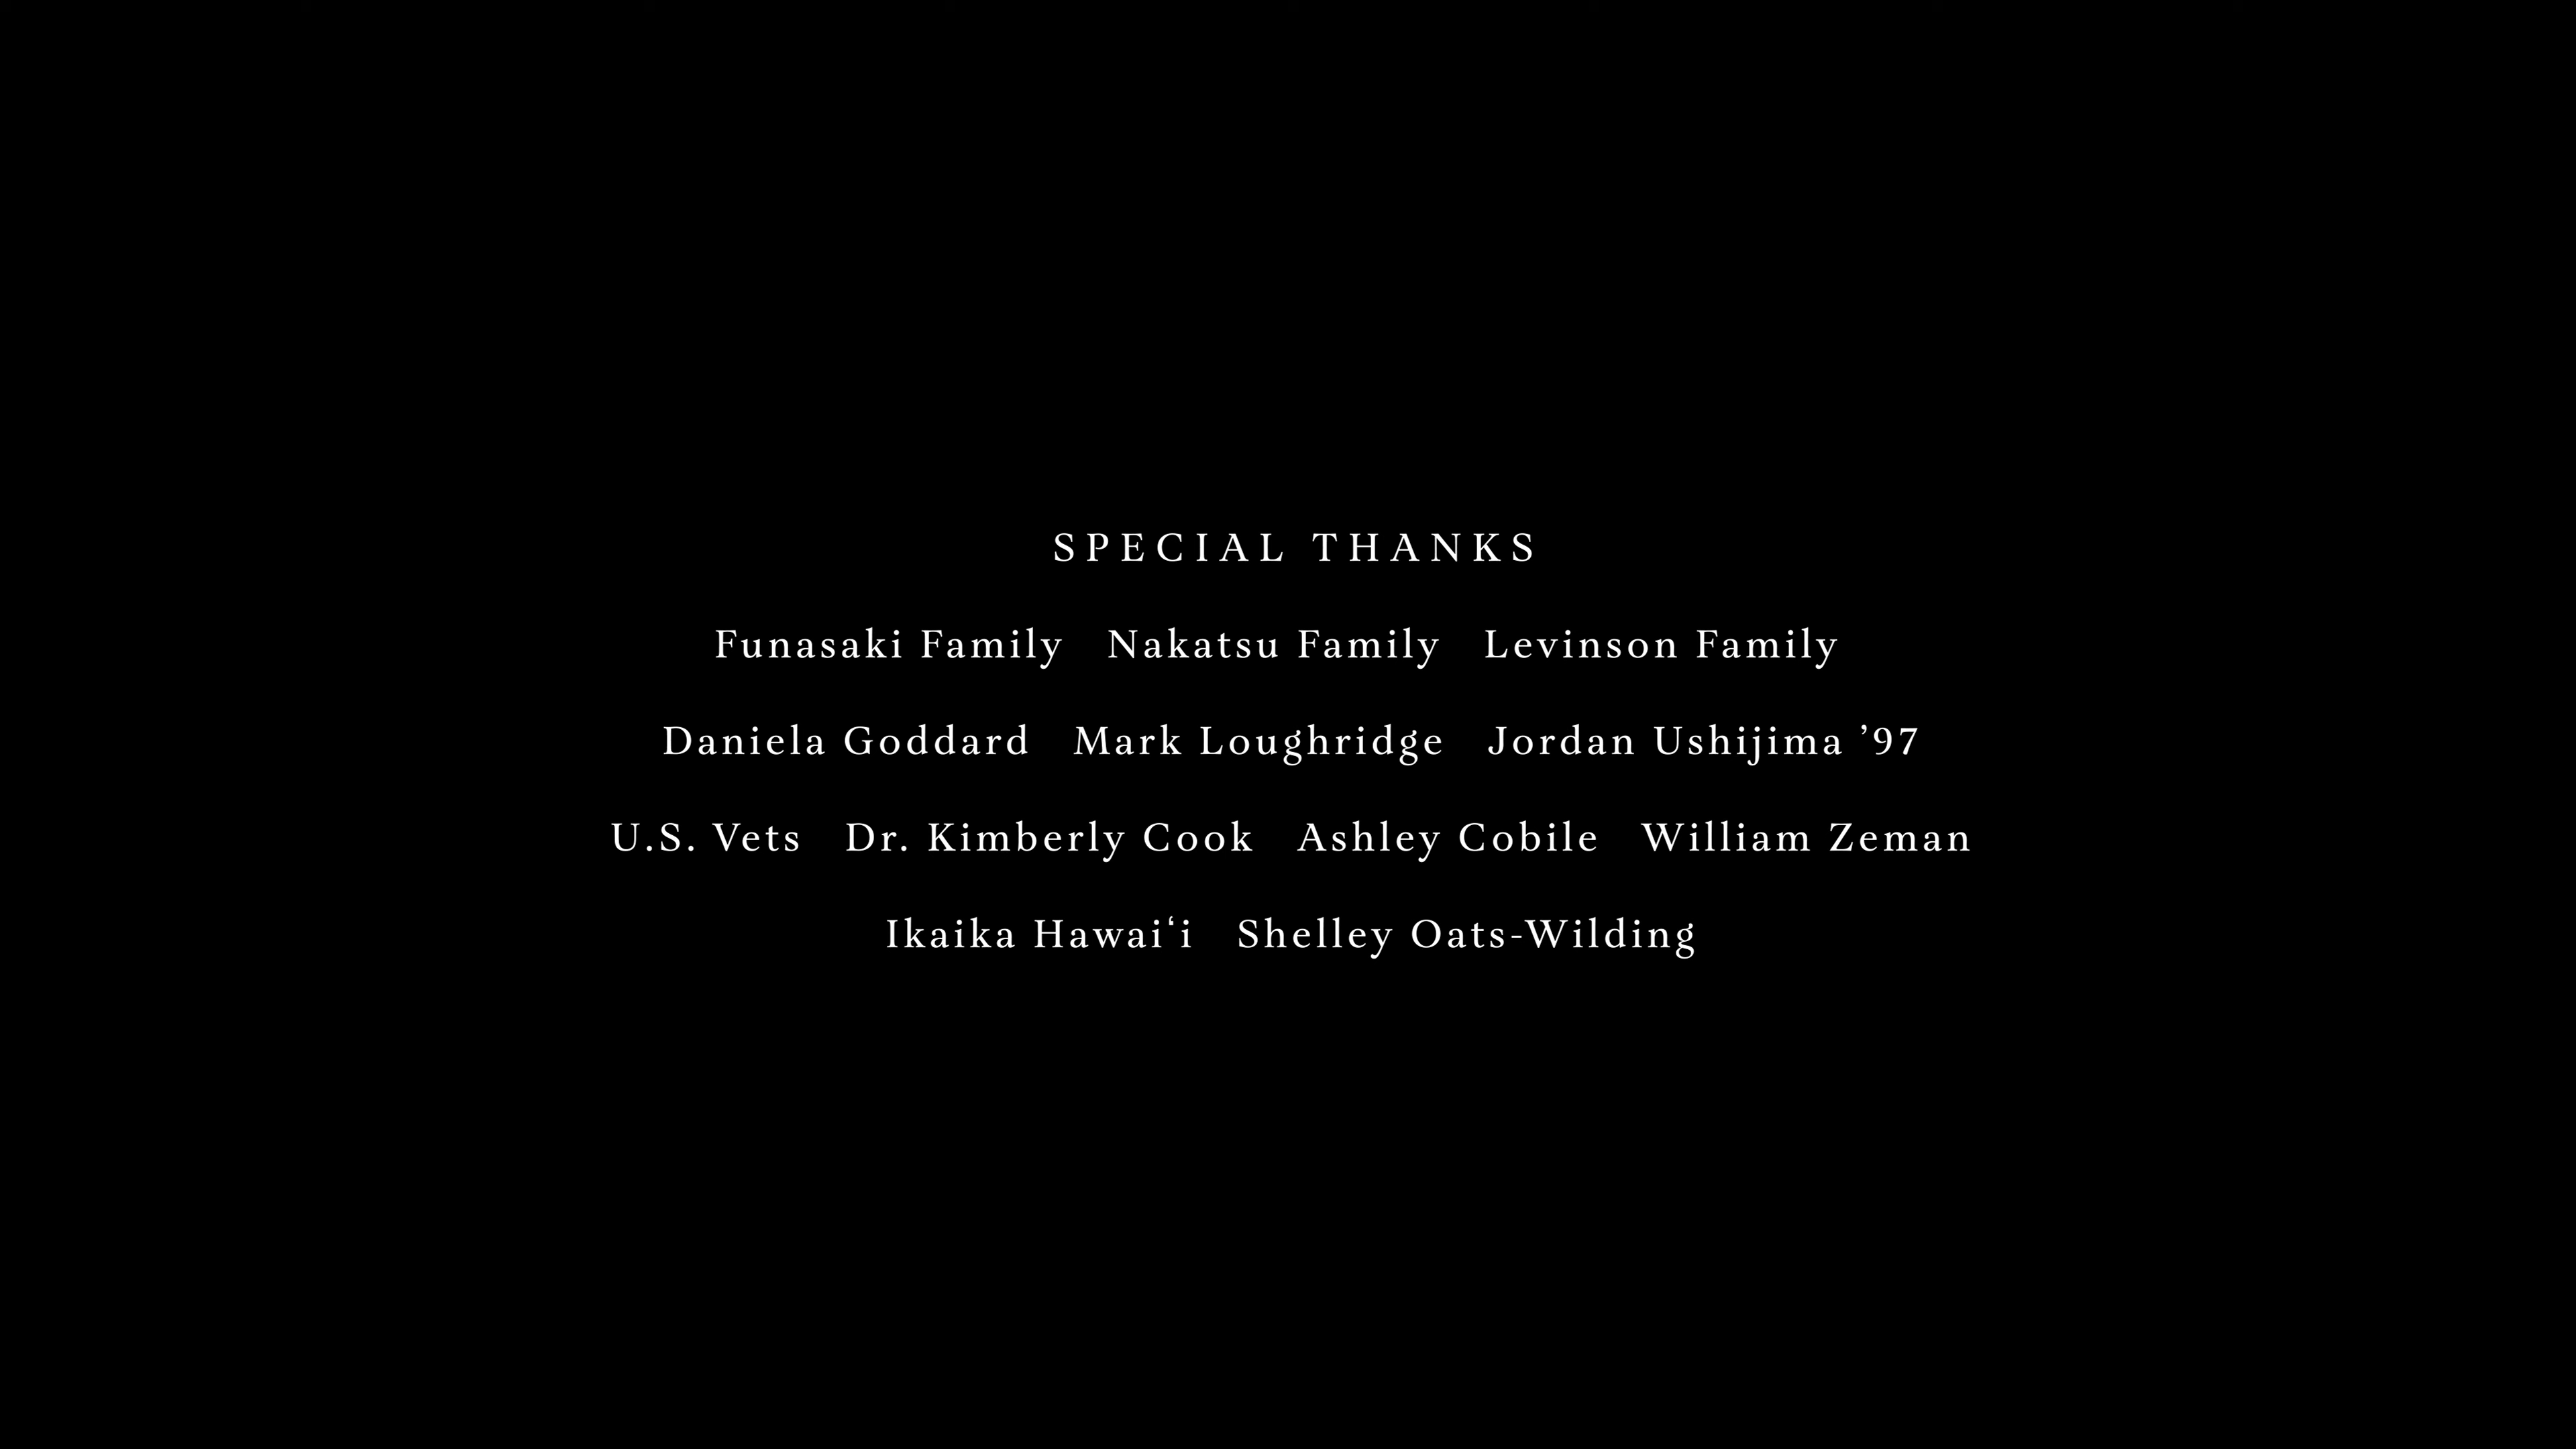 SPECIAL THANKS
Funasaki Family Nakatsu Family Levinson Family
Daniela Goddard Mark Loughridge Jordan Ushijima ’97
U.S. Vets Dr. Kimberly Cook Ashley Cobile William Zeman
Ikaika Hawaiʻi Shelley Oats-Wilding